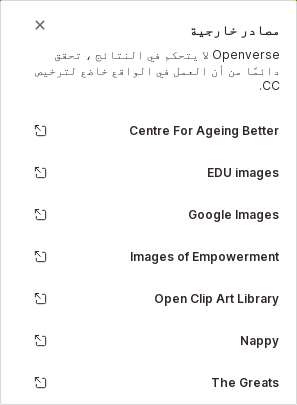 مصادر خارجية
Openverse لا يتحكم في النتائج ، تحقق
دائمًا من أن العمل في الواقع خاضع لترخيص
CC.
Centre For Ageing Better
EDU images
Google Images
Images of Empowerment
Open Clip Art Library
Nappy
The Greats